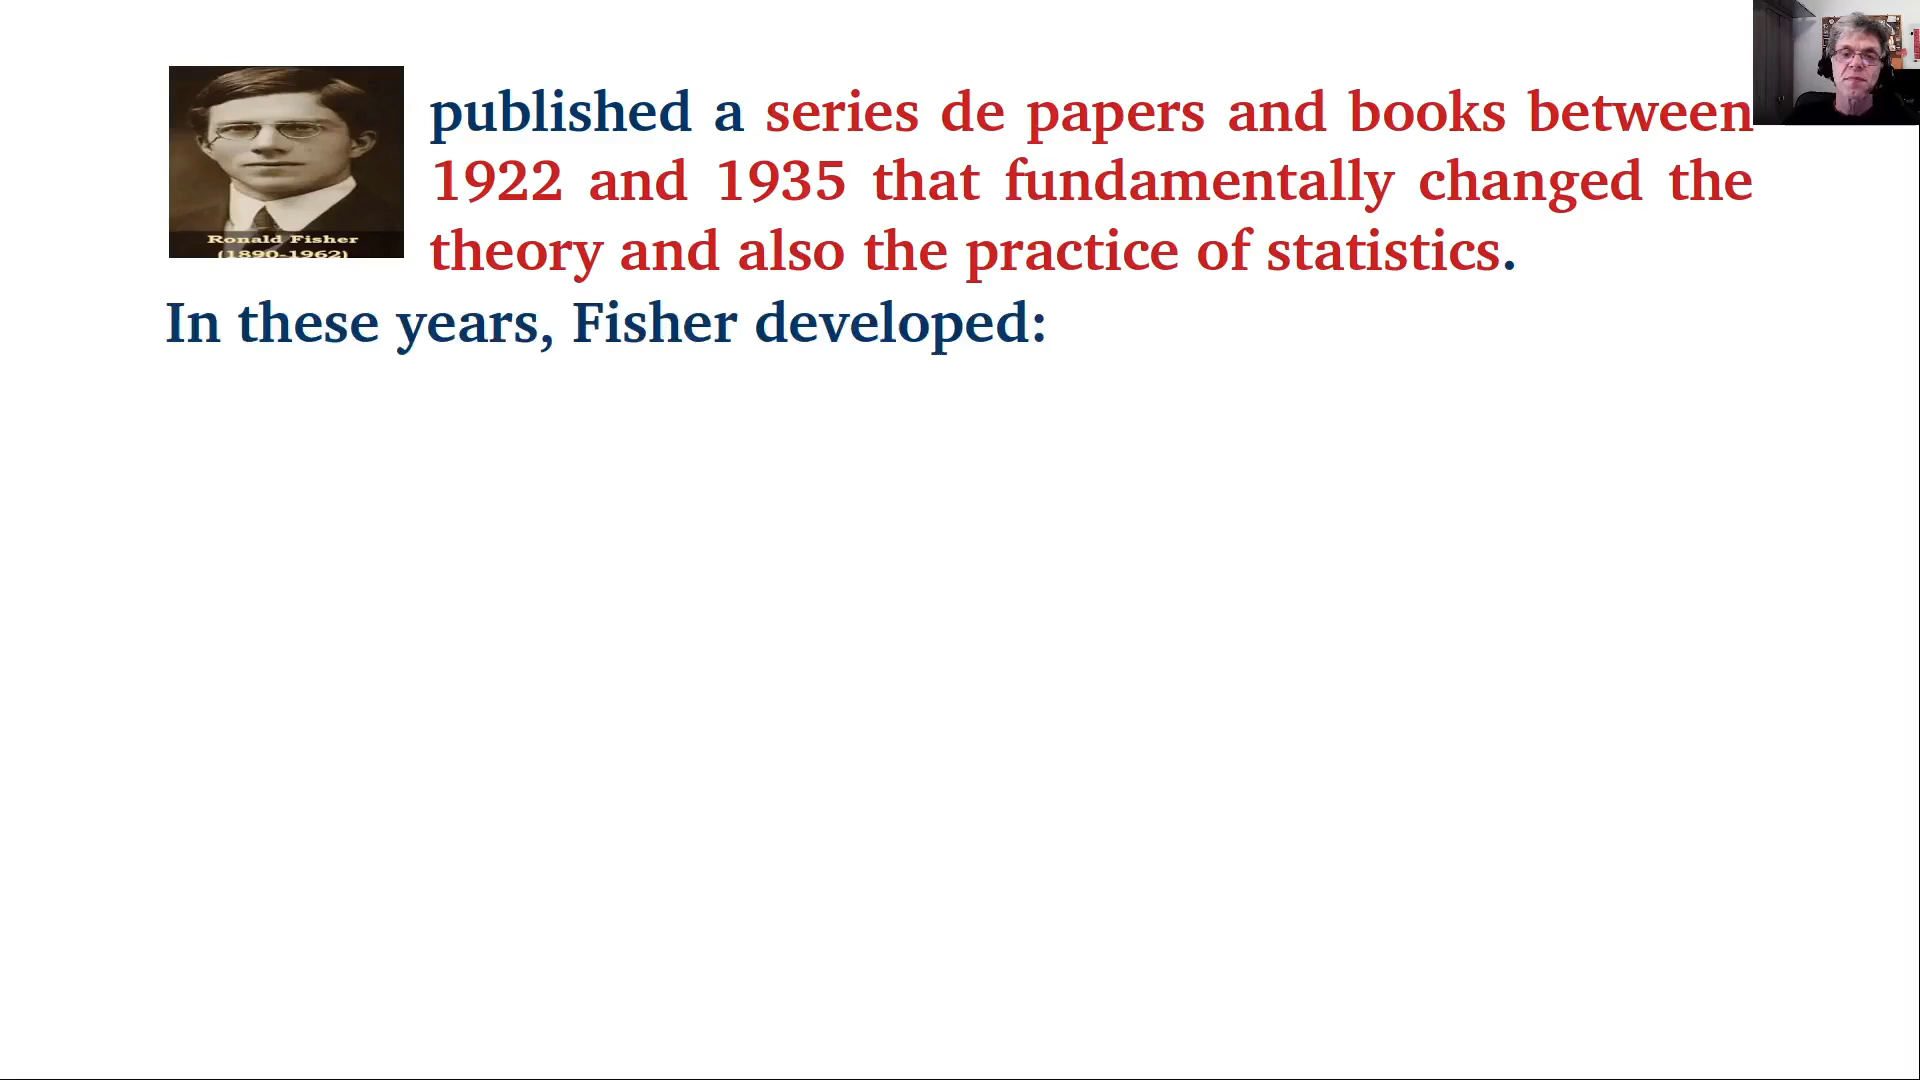 published a series de papers and books between
1922 and 1935 that fundamentally changed the
theory and also the practice of statistics.
Ronald Fisher
(1890-1962)
In these years, Fisher developed: